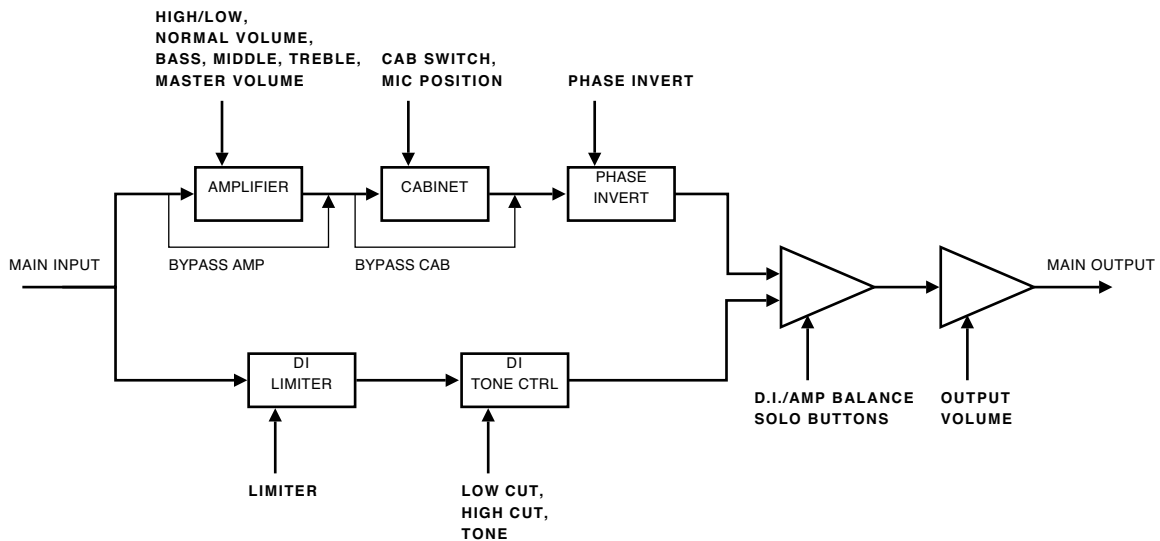 HIGH/LOW,
NORMAL VOLUME,
BASS, MIDDLE, TREBLE,
MASTER VOLUME
CAB SWITCH,
MIC POSITION
PHASE INVERT
AMPLIFIER
CABINET
PHASE
INVERT
BYPASS AMP
BYPASS CAB
MAIN INPUT
MAIN OUTPUT
DI
LIMITER
DI
TONE CTRL
D.I./AMP BALANCE
SOLO BUTTONS
OUTPUT
VOLUME
LIMITER
LOW CUT,
HIGH CUT,
TONE